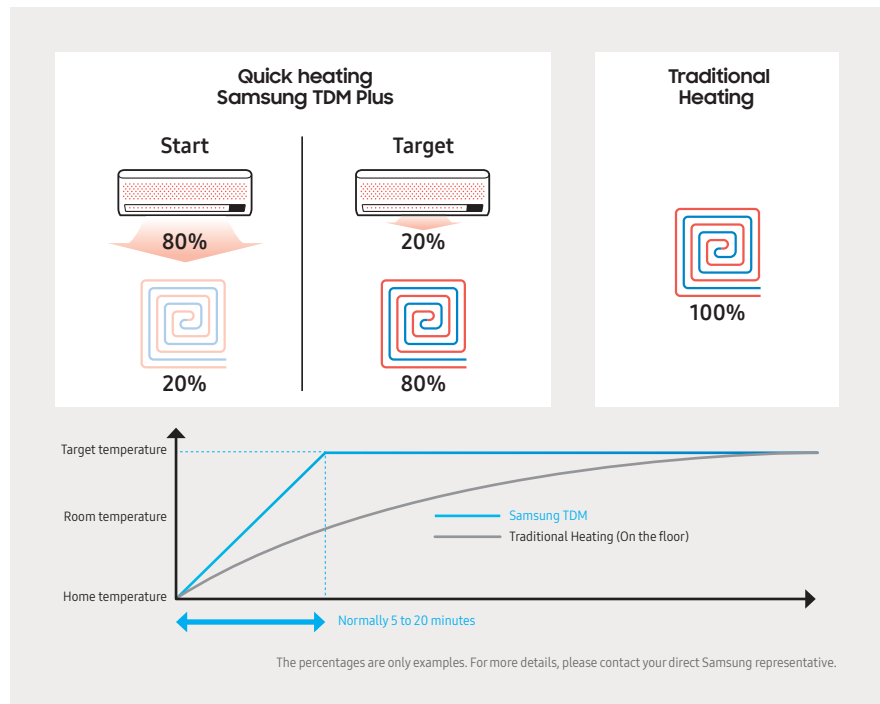 Quick heating
Samsung TDM Plus
Start
Target
80%
20%
20%
80%
Traditional
Heating
100%
Target temperature
Room temperature
Home temperature
Samsung TDM
Traditional Heating (On the floor)
Normally 5 to 20 minutes
The percentages are only examples. For more details, please contact your direct Samsung representative.